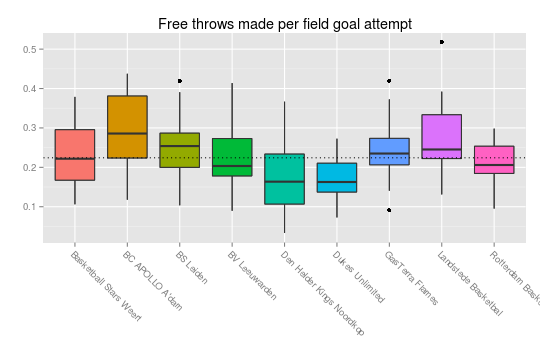 Free throws made per field goal attempt
0.5
0.4
0.3
0.2
0.1
Basketball Stars Weert
BC APOLLO A'dam
BS Leiden
BV Leeuwarden
Den Helder Kings Noordkop
Dukes Unlimited
GasTerra Flames
Landstede Basketbal
Rotterdam Baske